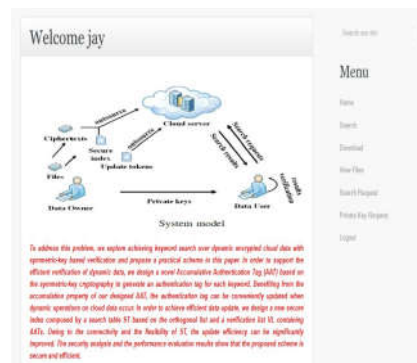 Welcome jay
Search our site
Menu
Home
Search
Download
View Files
Search Request
Private Key Request
Logout
outsource
Cloud server
Ciphertexts
Secure
index
Search requests
Search results
Update tokens
Files
results
verification
Private keys
Data Owner
Data User
System model
To address this problem, we explore achieving keyword search over dynamic encrypted cloud data with
symmetric-key based verification and propose a practical scheme in this paper. In order to support the
efficient verification of dynamic data, we design a novel Accumulative Authentication Tag (AAT) based on
the symmetric-key cryptography to generate an authentication tag for each keyword. Benefiting from the
accumulation property of our designed AAT, the authentication tag can be conveniently updated when
dynamic operations on cloud data occur. In order to achieve efficient data update, we design a new secure
index composed by a search table ST based on the orthogonal list and a verification list VL containing
AATs. Owing to the connectivity and the flexibility of ST, the update efficiency can be significantly
improved. The security analysis and the performance evaluation results show that the proposed scheme is
secure and efficient.